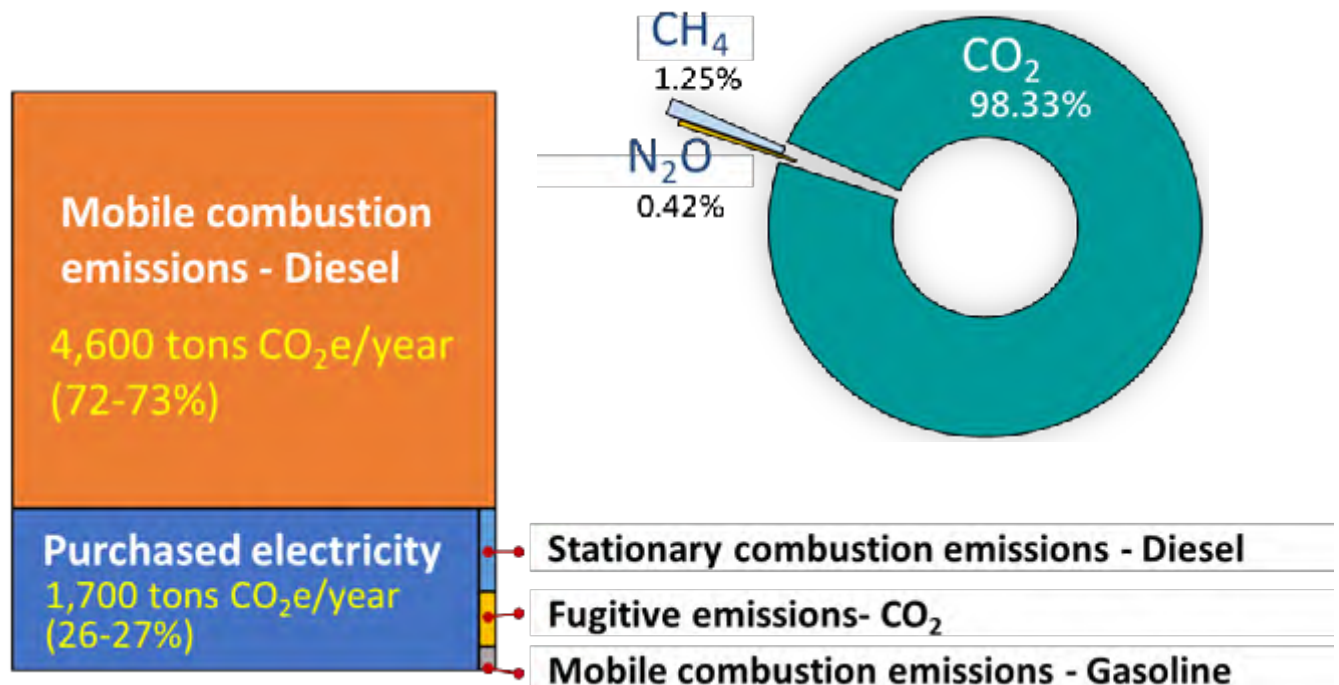 CH₄
1.25%
CO₂
98.33%
N₂O
0.42%
Mobile combustion
emissions - Diesel
4,600 tons CO₂e/year
(72-73%)
Purchased electricity
1,700 tons CO₂e/year
(26-27%)
Stationary combustion emissions - Diesel
Fugitive emissions- CO₂
Mobile combustion emissions - Gasoline